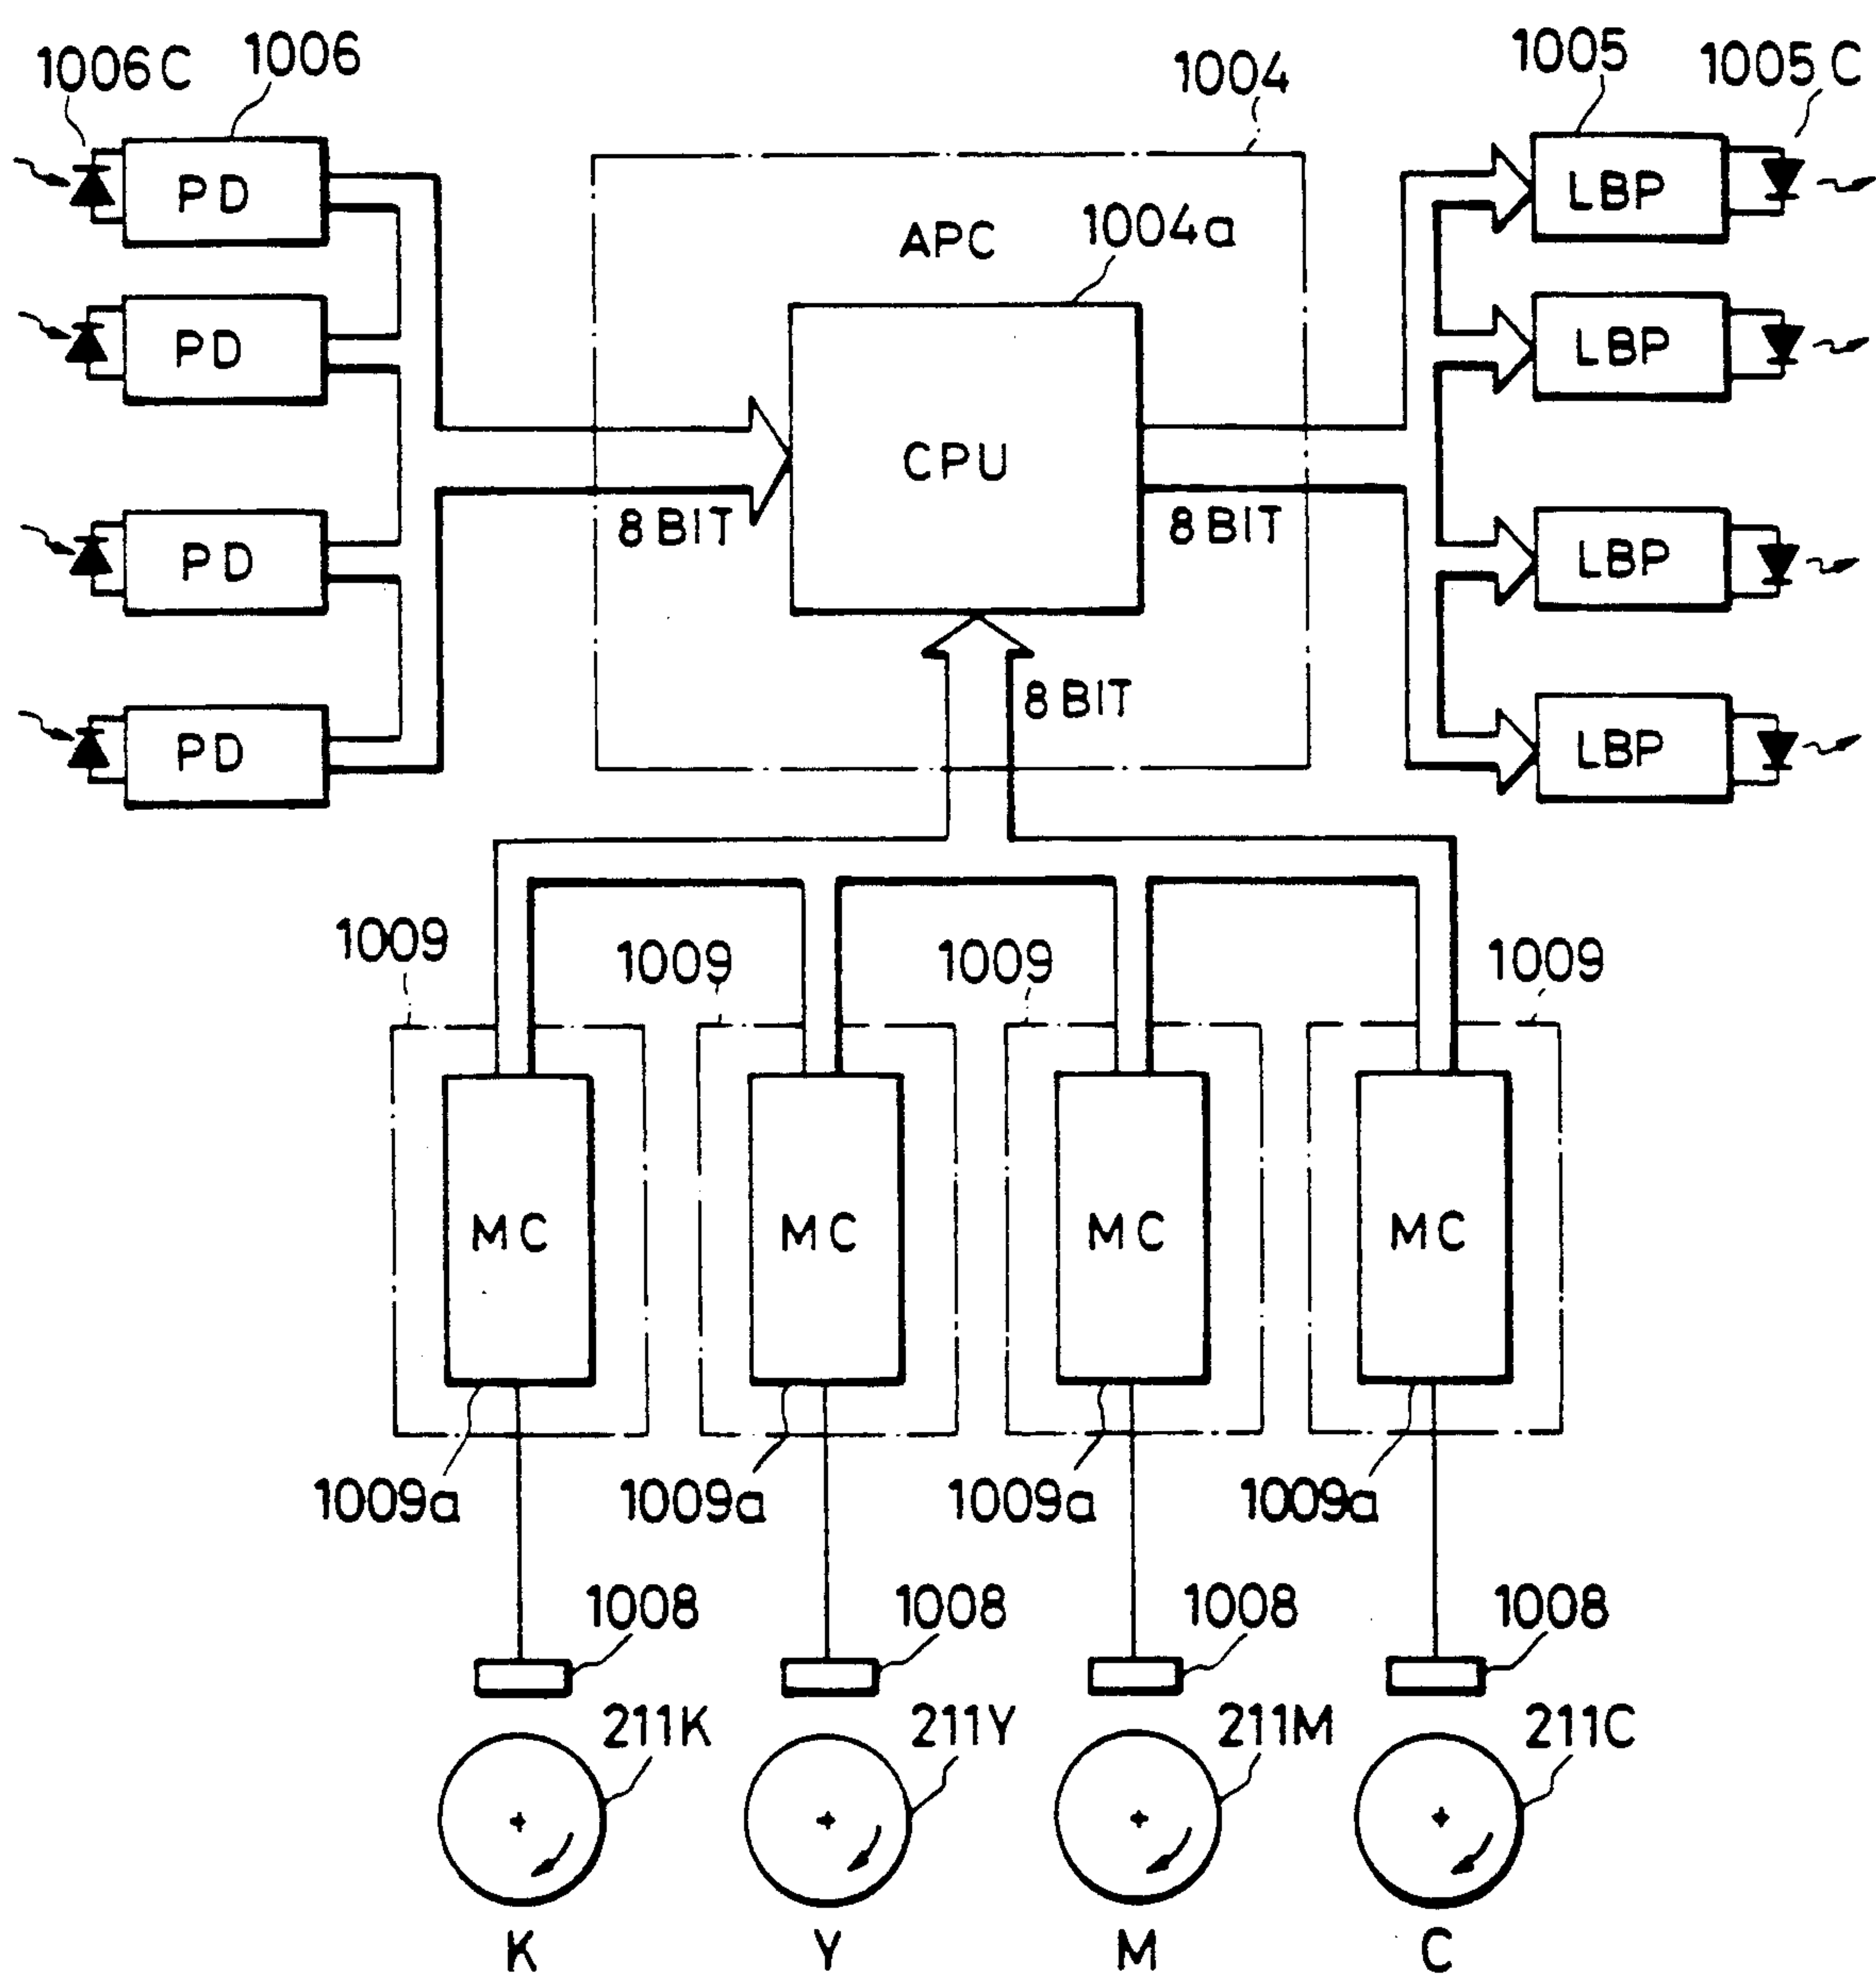 1006C 1006 1004 1005 1005C
PD APC 1004a LBP
PD LBP
CPU
8 BIT 8 BIT
PD LBP
8 BIT
PD LBP
1009 1009 1009 1009
MC MC MC MC
1009a 1009a 1009a 1009a
1008 1008 1008 1008
211K 211Y 211M 211C
K Y M C